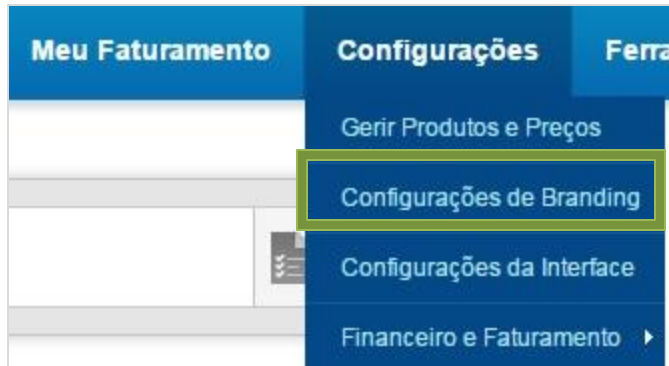 Meu Faturamento Configurações
Gerir Produtos e Preços
Configurações de Branding
Configurações da Interface
Financeiro e Faturamento